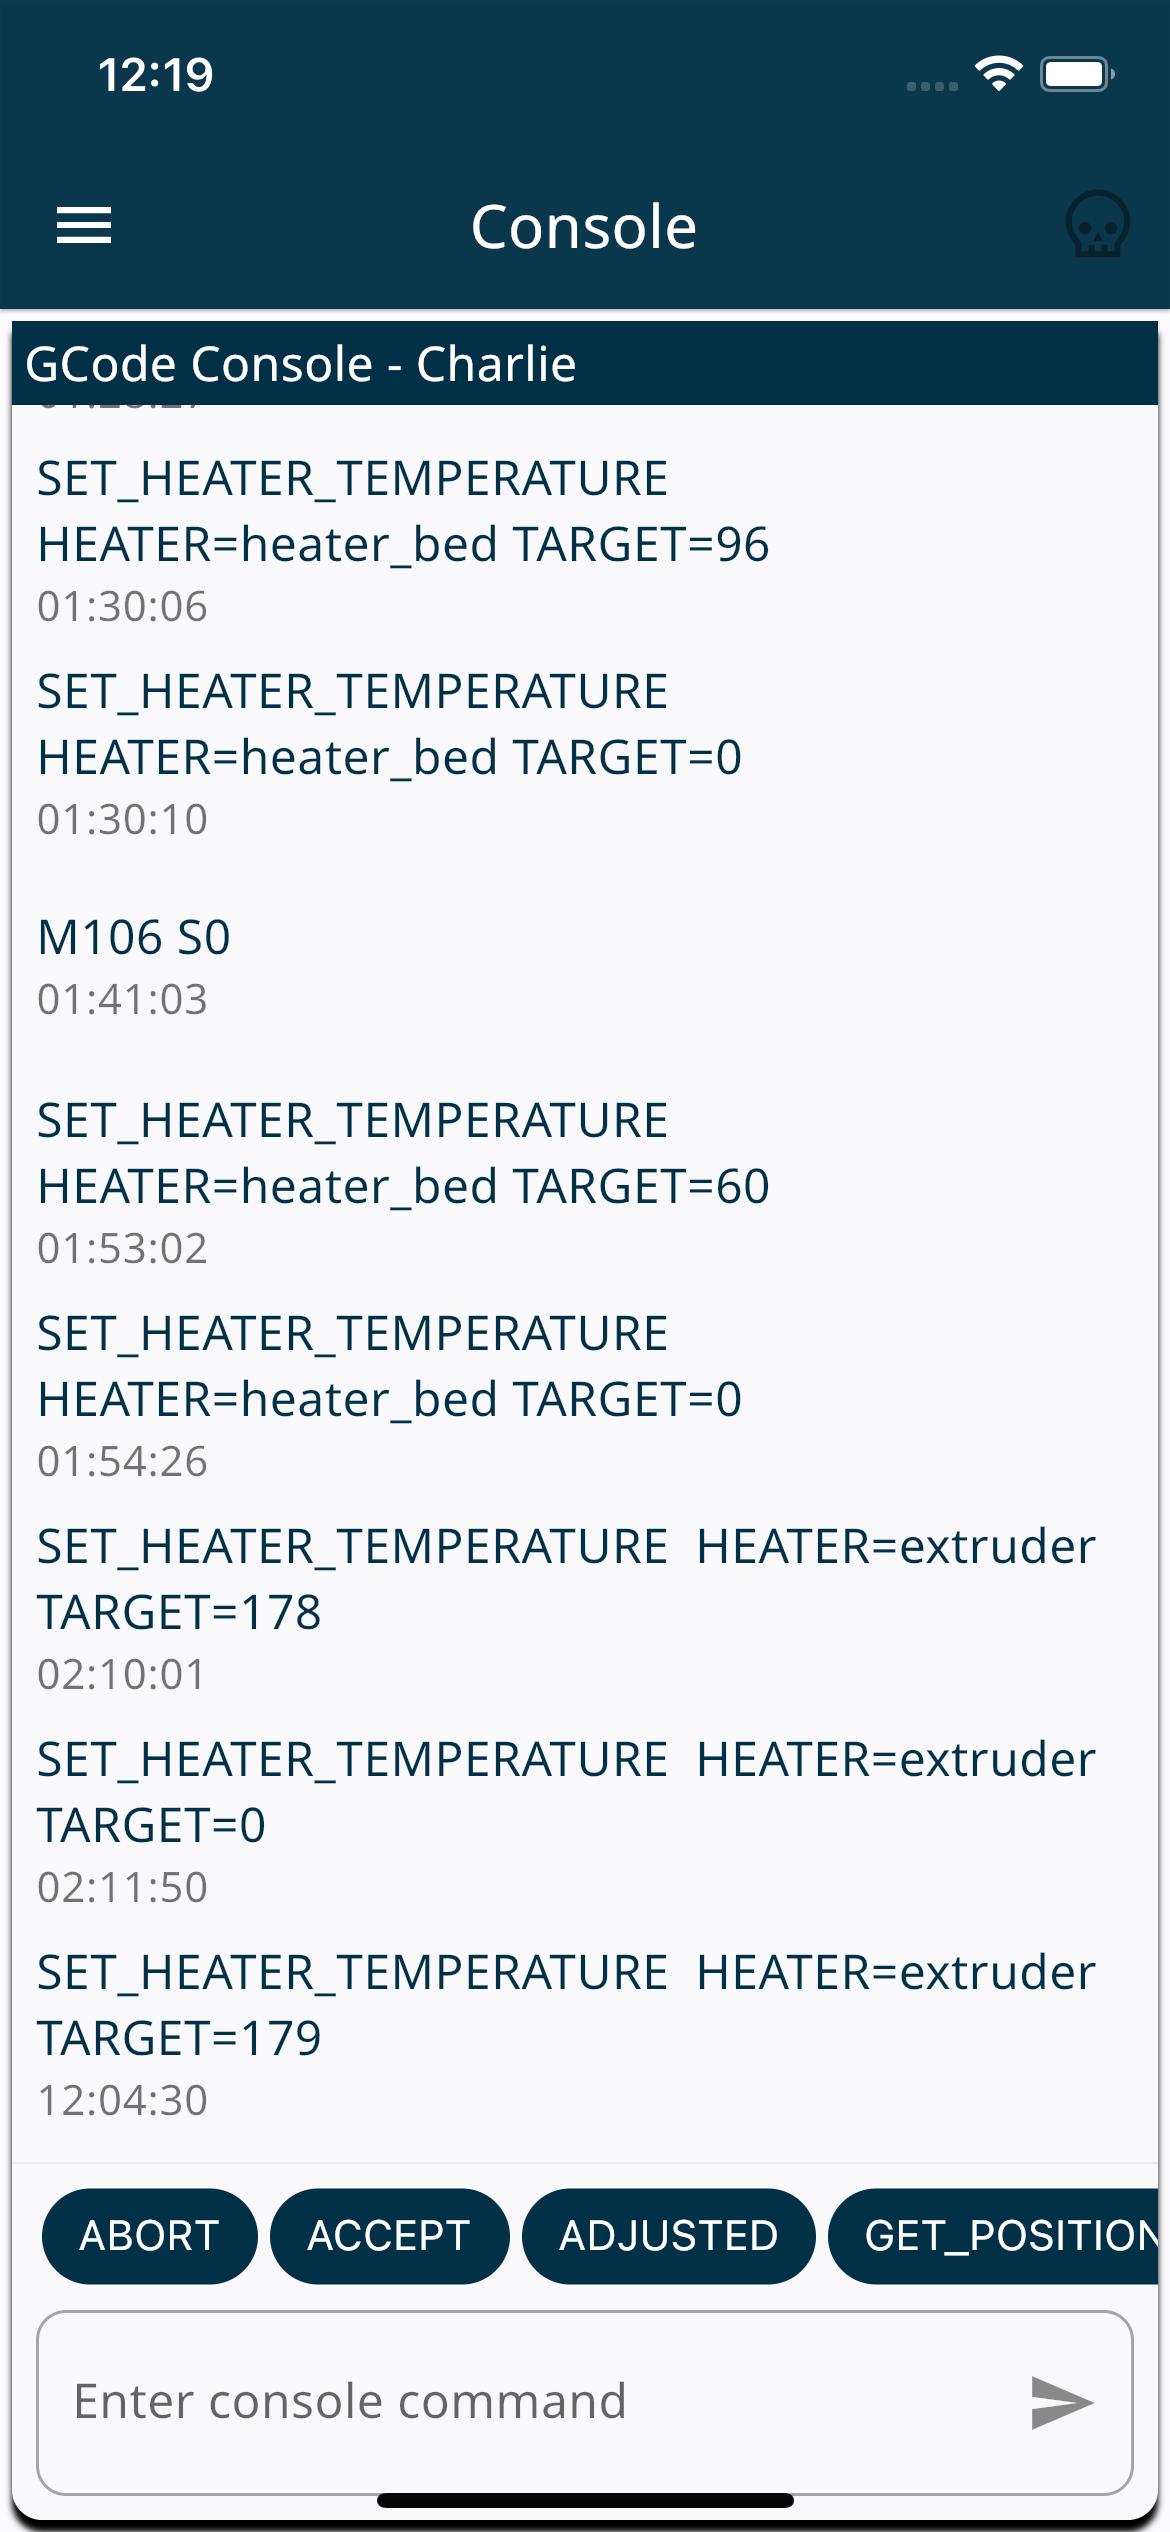 12:19
Console
GCode Console - Charlie
SET_HEATER_TEMPERATURE
HEATER=heater_bed TARGET=96
01:30:06
SET_HEATER_TEMPERATURE
HEATER=heater_bed TARGET=0
01:30:10
M106 S0
01:41:03
SET_HEATER_TEMPERATURE
HEATER=heater_bed TARGET=60
01:53:02
SET_HEATER_TEMPERATURE
HEATER=heater_bed TARGET=0
01:54:26
SET_HEATER_TEMPERATURE  HEATER=extruder
TARGET=178
02:10:01
SET_HEATER_TEMPERATURE  HEATER=extruder
TARGET=0
02:11:50
SET_HEATER_TEMPERATURE  HEATER=extruder
TARGET=179
12:04:30
ABORT ACCEPT ADJUSTED GET_POSITION
Enter console command